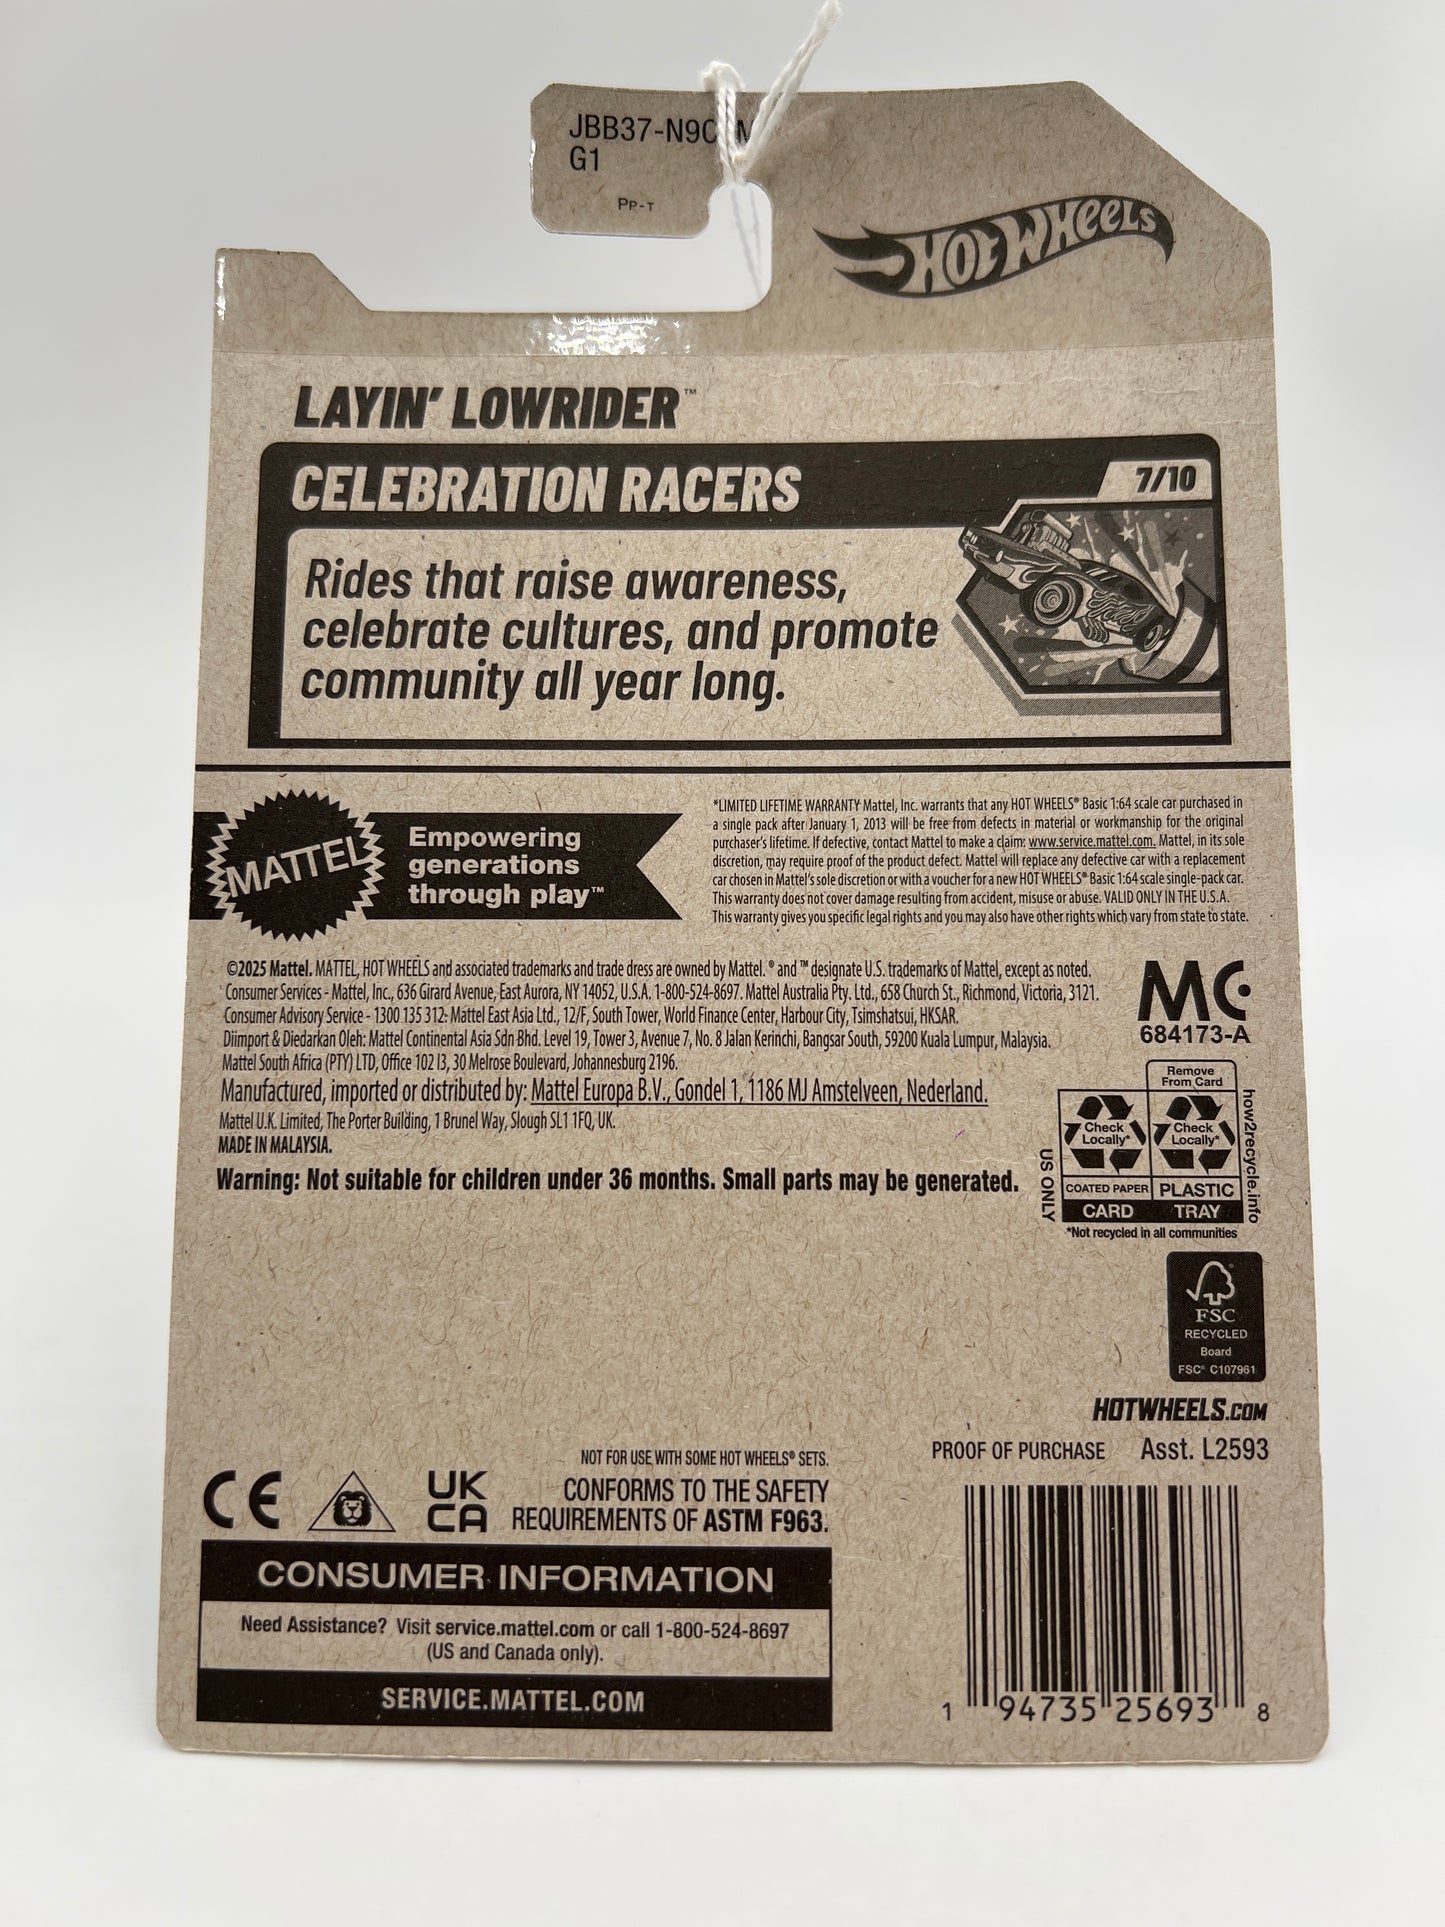 JBB37-N9C
G1
PP-T
HOT WHEELS
LAYIN' LOWRIDER™
CELEBRATION RACERS
7/10
Rides that raise awareness,
celebrate cultures, and promote
community all year long.
MATTEL
Empowering
generations
through play™
*LIMITED LIFETIME WARRANTY Mattel, Inc. warrants that any HOT WHEELS® Basic 1:64 scale car purchased in
a single pack after January 1, 2013 will be free from defects in material or workmanship for the original
purchaser's lifetime. If defective, contact Mattel to make a claim: www.service.mattel.com. Mattel, in its sole
discretion, may require proof of the product defect. Mattel will replace any defective car with a replacement
car chosen in Mattel's sole discretion or with a voucher for a new HOT WHEELS® Basic 1:64 scale single-pack car.
This warranty does not cover damage resulting from accident, misuse or abuse. VALID ONLY IN THE U.S.A.
This warranty gives you specific legal rights and you may also have other rights which vary from state to state.
©2025 Mattel. MATTEL, HOT WHEELS and associated trademarks and trade dress are owned by Mattel. ® and ™ designate U.S. trademarks of Mattel, except as noted.
Consumer Services - Mattel, Inc., 636 Girard Avenue, East Aurora, NY 14052, U.S.A. 1-800-524-8697. Mattel Australia Pty. Ltd., 658 Church St., Richmond, Victoria, 3121.
Consumer Advisory Service - 1300 135 312. Mattel East Asia Ltd., 12/F, South Tower, World Finance Center, Harbour City, Tsimshatsui, HKSAR.
Diimport & Diedarkan Oleh: Mattel Continental Asia Sdn Bhd. Level 19, Tower 3, Avenue 7, No. 8 Jalan Kerinchi, Bangsar South, 59200 Kuala Lumpur, Malaysia.
Mattel South Africa (PTY) LTD, Office 102 I3, 30 Melrose Boulevard, Johannesburg 2196.
Manufactured, imported or distributed by: Mattel Europa B.V., Gondel 1, 1186 MJ Amstelveen, Nederland.
Mattel U.K. Limited, The Porter Building, 1 Brunel Way, Slough SL1 1FQ, UK.
MADE IN MALAYSIA.
Warning: Not suitable for children under 36 months. Small parts may be generated.
MC
684173-A
Remove
From Card
Check
Locally*
Check
Locally*
COATED PAPER
PLASTIC
CARD
TRAY
US ONLY
how2recycle.info
*Not recycled in all communities
FSC
RECYCLED
Board
FSC® C107961
HOTWHEELS.COM
PROOF OF PURCHASE Asst. L2593
NOT FOR USE WITH SOME HOT WHEELS® SETS.
CONFORMS TO THE SAFETY
REQUIREMENTS OF ASTM F963.
CE
UK
CA
CONSUMER INFORMATION
Need Assistance? Visit service.mattel.com or call 1-800-524-8697
(US and Canada only).
SERVICE.MATTEL.COM
1 94735 25693 8